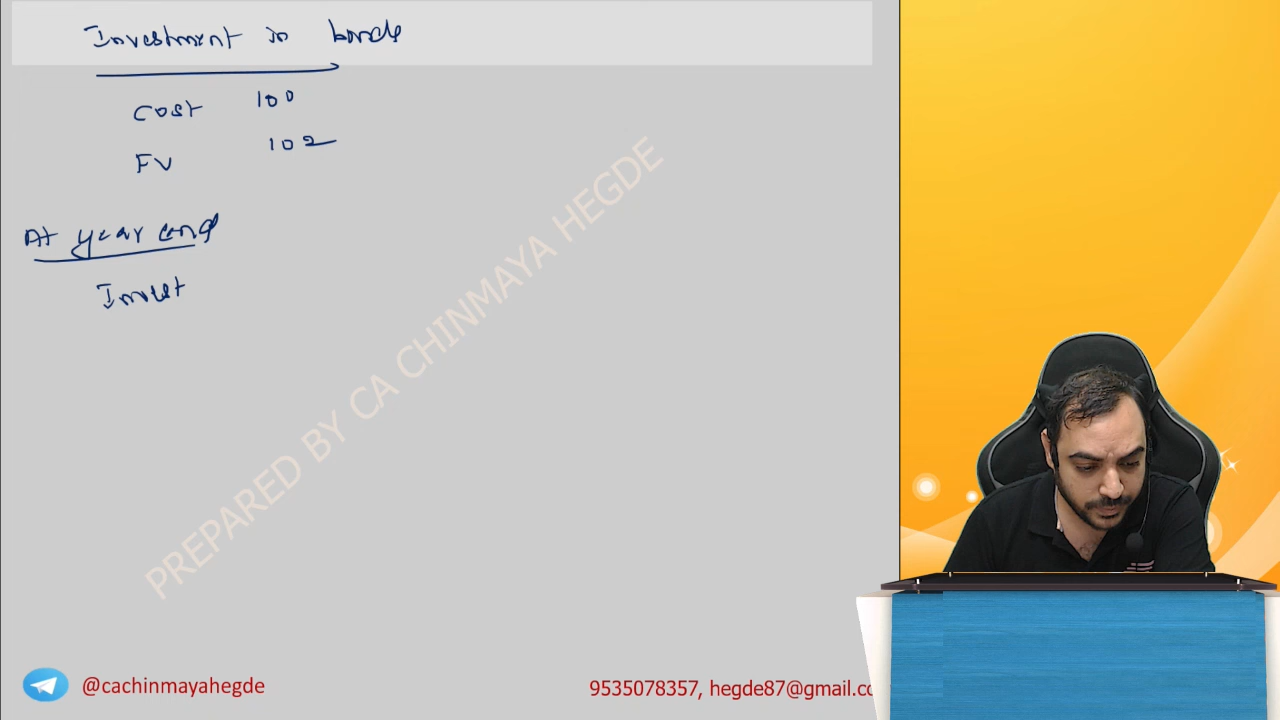 Investment in bonds
Cost 100
FV 102
At year end
Invest
PREPARED BY CA CHINMAYA HEGDE
@cachinmayahegde
9535078357, hegde87@gmail.co